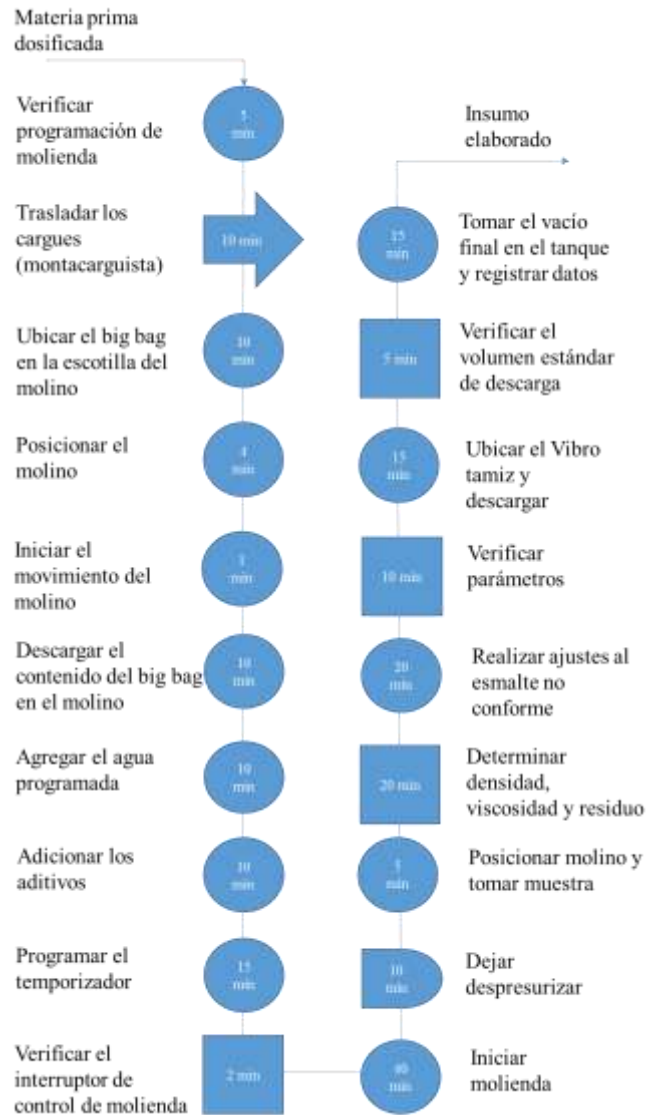 Materia prima
dosificada
Verificar
programación de
molienda
5
min
Trasladar los
cargues
(montacarguista)
10 min
Ubicar el big bag
en la escotilla del
molino
10
min
Posicionar el
molino
4
min
Iniciar el
movimiento del
molino
min
Descargar el
contenido del big bag
en el molino
10
min
Agregar el agua
programada
10
min
Adicionar los
aditivos
10
min
Programar el
temporizador
15
min
Verificar el
interruptor de
control de molienda
2 min
Iniciar
molienda
min
Dejar
despresurizar
10
min
Posicionar molino y
tomar muestra
5
min
Determinar
densidad,
viscosidad y residuo
20 min
Realizar ajustes al
esmalte no
conforme
20
min
Verificar
parámetros
10 min
Ubicar el Vibro
tamiz y
descargar
15
min
Verificar el
volumen estándar
de descarga
5 min
Tomar el vacío
final en el tanque
y registrar datos
15
min
Insumo
elaborado